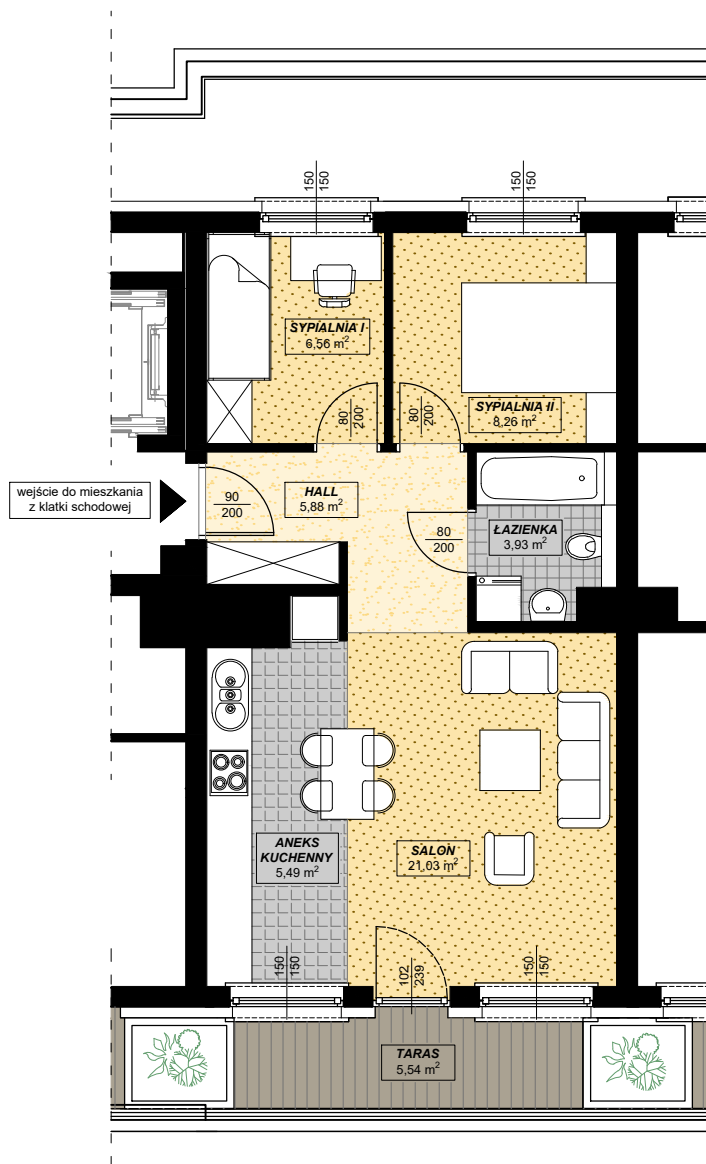 150
150
150
150
SYPIALNIA I
6,56 m²
SYPIALNIA II
8,26 m²
80
200
80
200
wejście do mieszkania
z klatki schodowej
90
200
HALL
5,88 m²
80
200
ŁAZIENKA
3,93 m²
ANEKS
KUCHENNY
5,49 m²
SALON
21,03 m²
150
150
102
239
150
150
TARAS
5,54 m²